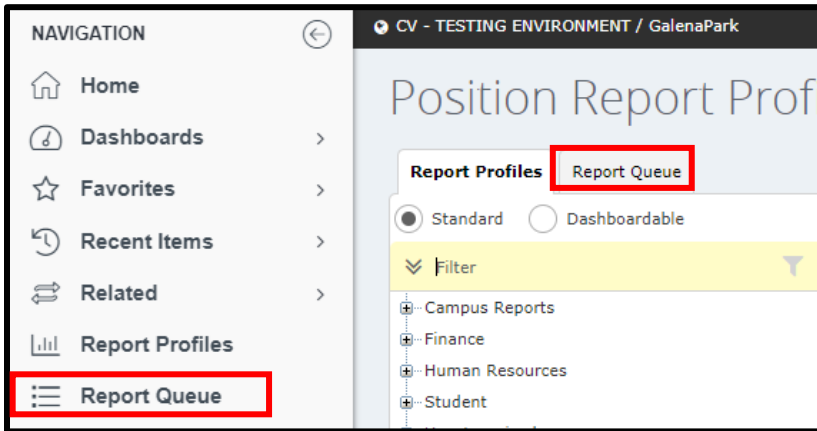 NAVIGATION
Home
Dashboards
Favorites
Recent Items
Related
Report Profiles
Report Queue
CV - TESTING ENVIRONMENT / GalenaPark
Position Report Prof
Report Profiles
Report Queue
Standard
Dashboardable
Filter
Campus Reports
Finance
Human Resources
Student